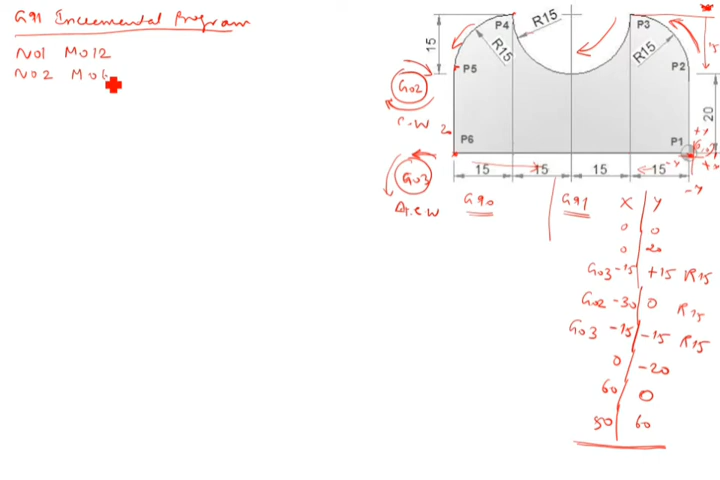 G91 Incremental Program
N01 M012
N02 M06
15
P4
R15
P3
R15
R15
15
P5
P2
G02
C.W
20
20
P6
P1
G03
A.C.W
15
15
15
15
-Y
G90
G91
X Y
0 0
0 20
G03 -15 +15 R15
G02 -30 0 R15
G03 -15 -15 R15
0 -20
60 0
50 60